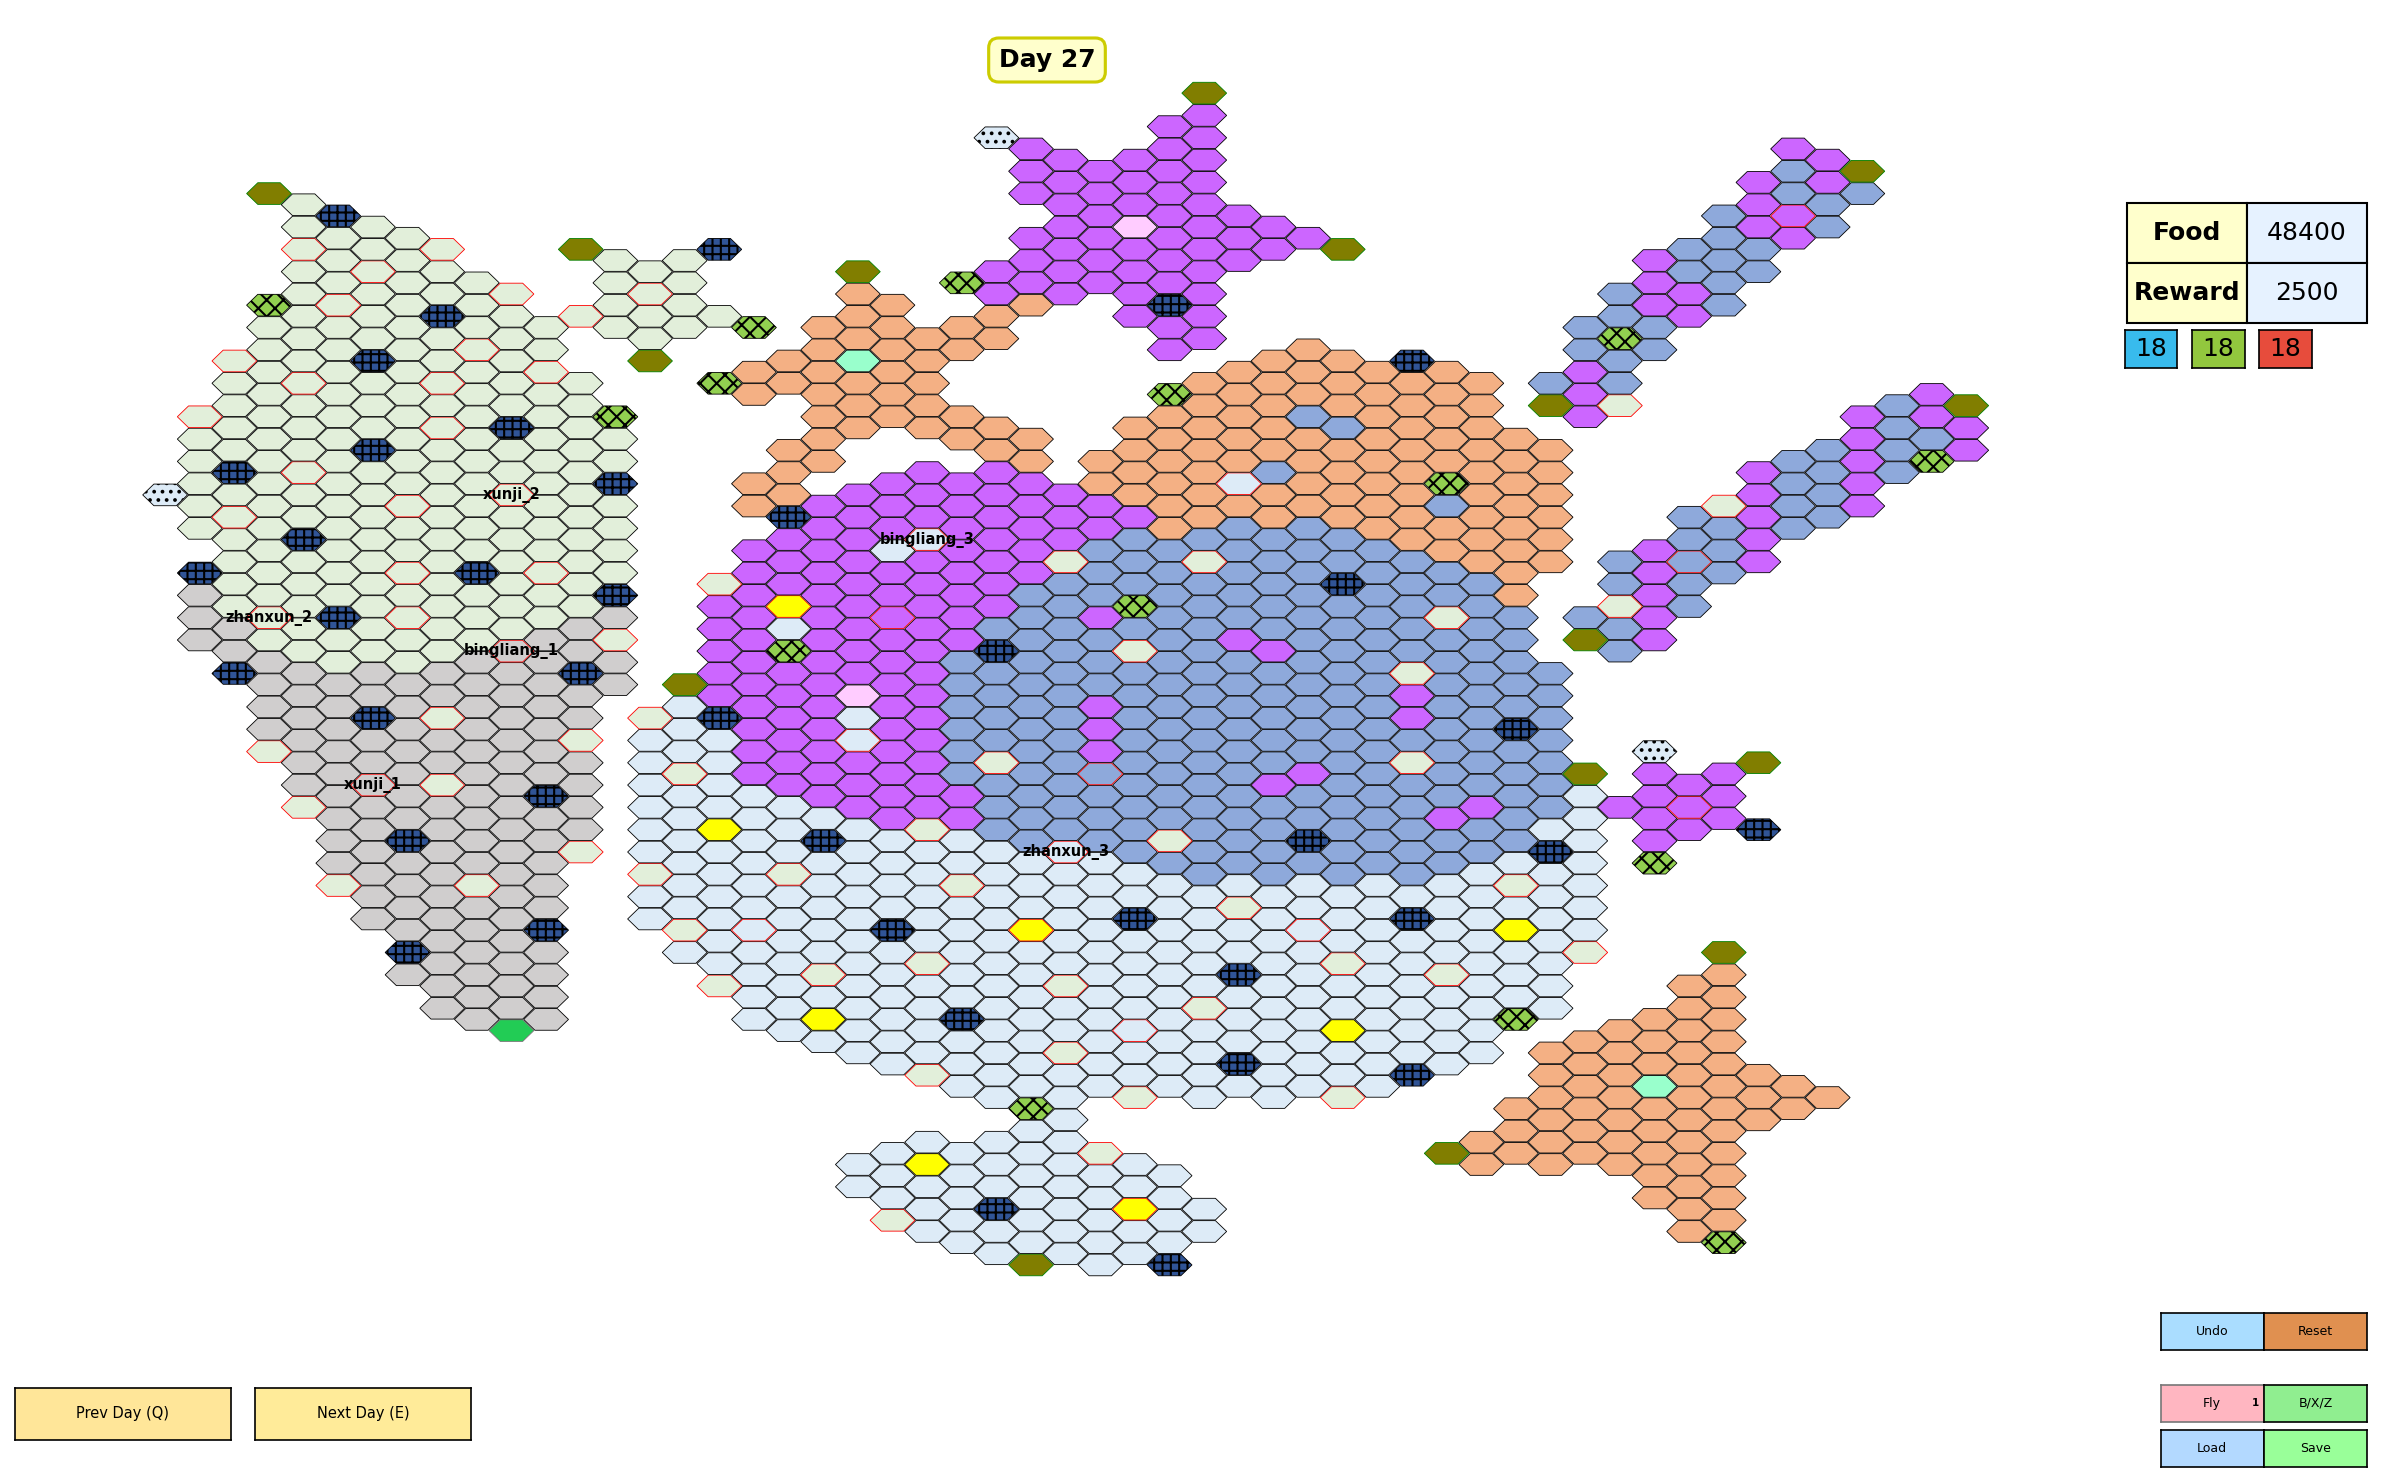 Day 27
Food 48400
Reward 2500
18 18 18
xunji_2
bingliang_3
zhanxun_2
bingliang_1
xunji_1
zhanxun_3
Undo Reset
Prev Day (Q) Next Day (E)
Fly 1 B/X/Z
Load Save